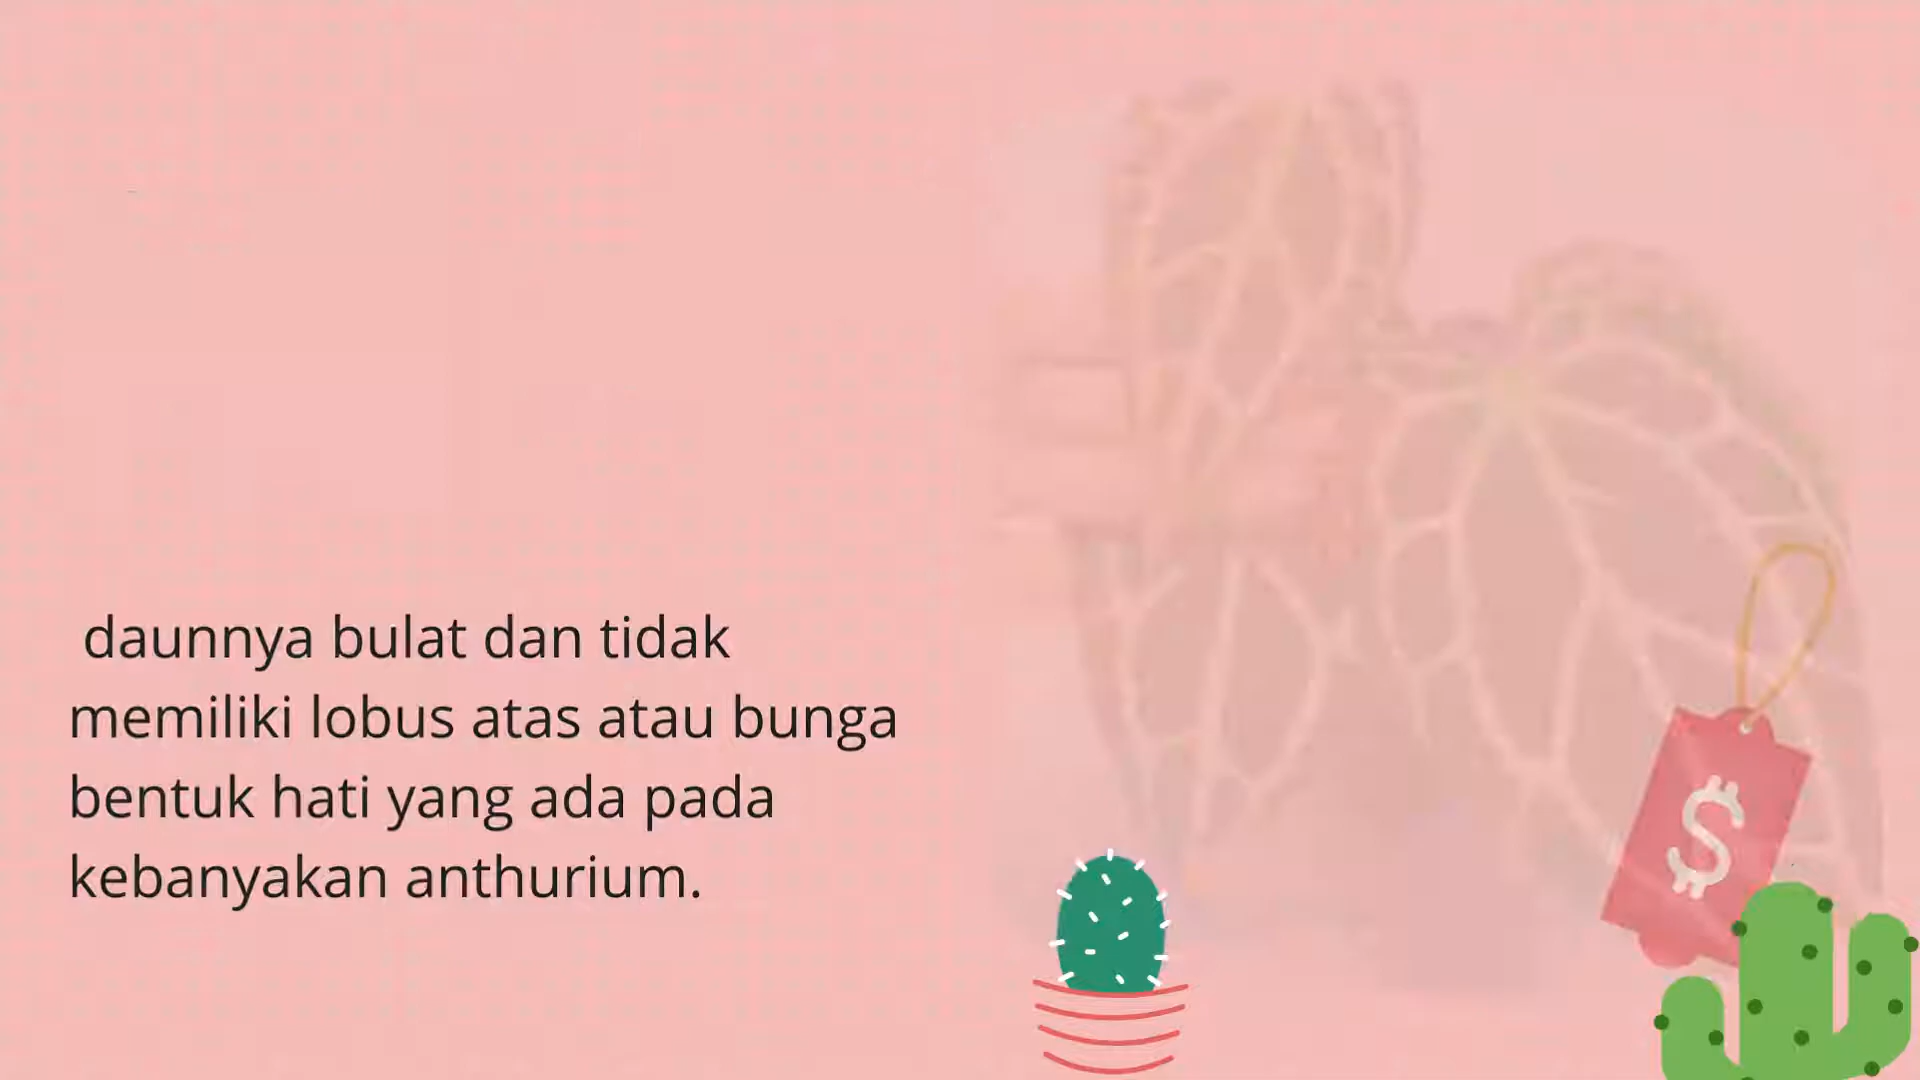 daunnya bulat dan tidak
memiliki lobus atas atau bunga
bentuk hati yang ada pada
kebanyakan anthurium.
$